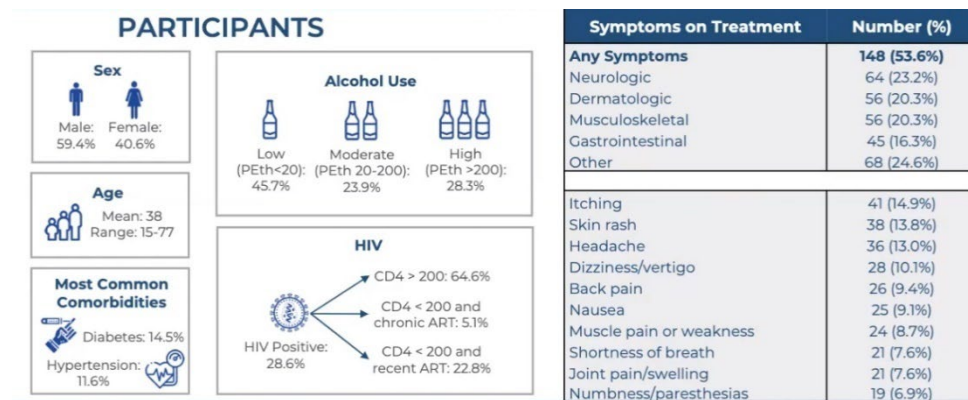 PARTICIPANTS
Sex
Male: Female:
59.4% 40.6%
Age
Mean: 38
Range: 15-77
Most Common
Comorbidities
Diabetes: 14.5%
Hypertension:
11.6%
Alcohol Use
Low Moderate High
(PEth<20): (PEth 20-200): (PEth >200):
45.7% 23.9% 28.3%
HIV
CD4 > 200: 64.6%
CD4 < 200 and
chronic ART: 5.1%
HIV Positive:
28.6%
CD4 < 200 and
recent ART: 22.8%
Symptoms on Treatment Number (%)
Any Symptoms 148 (53.6%)
Neurologic 64 (23.2%)
Dermatologic 56 (20.3%)
Musculoskeletal 56 (20.3%)
Gastrointestinal 45 (16.3%)
Other 68 (24.6%)
Itching 41 (14.9%)
Skin rash 38 (13.8%)
Headache 36 (13.0%)
Dizziness/vertigo 28 (10.1%)
Back pain 26 (9.4%)
Nausea 25 (9.1%)
Muscle pain or weakness 24 (8.7%)
Shortness of breath 21 (7.6%)
Joint pain/swelling 21 (7.6%)
Numbness/paresthesias 19 (6.9%)